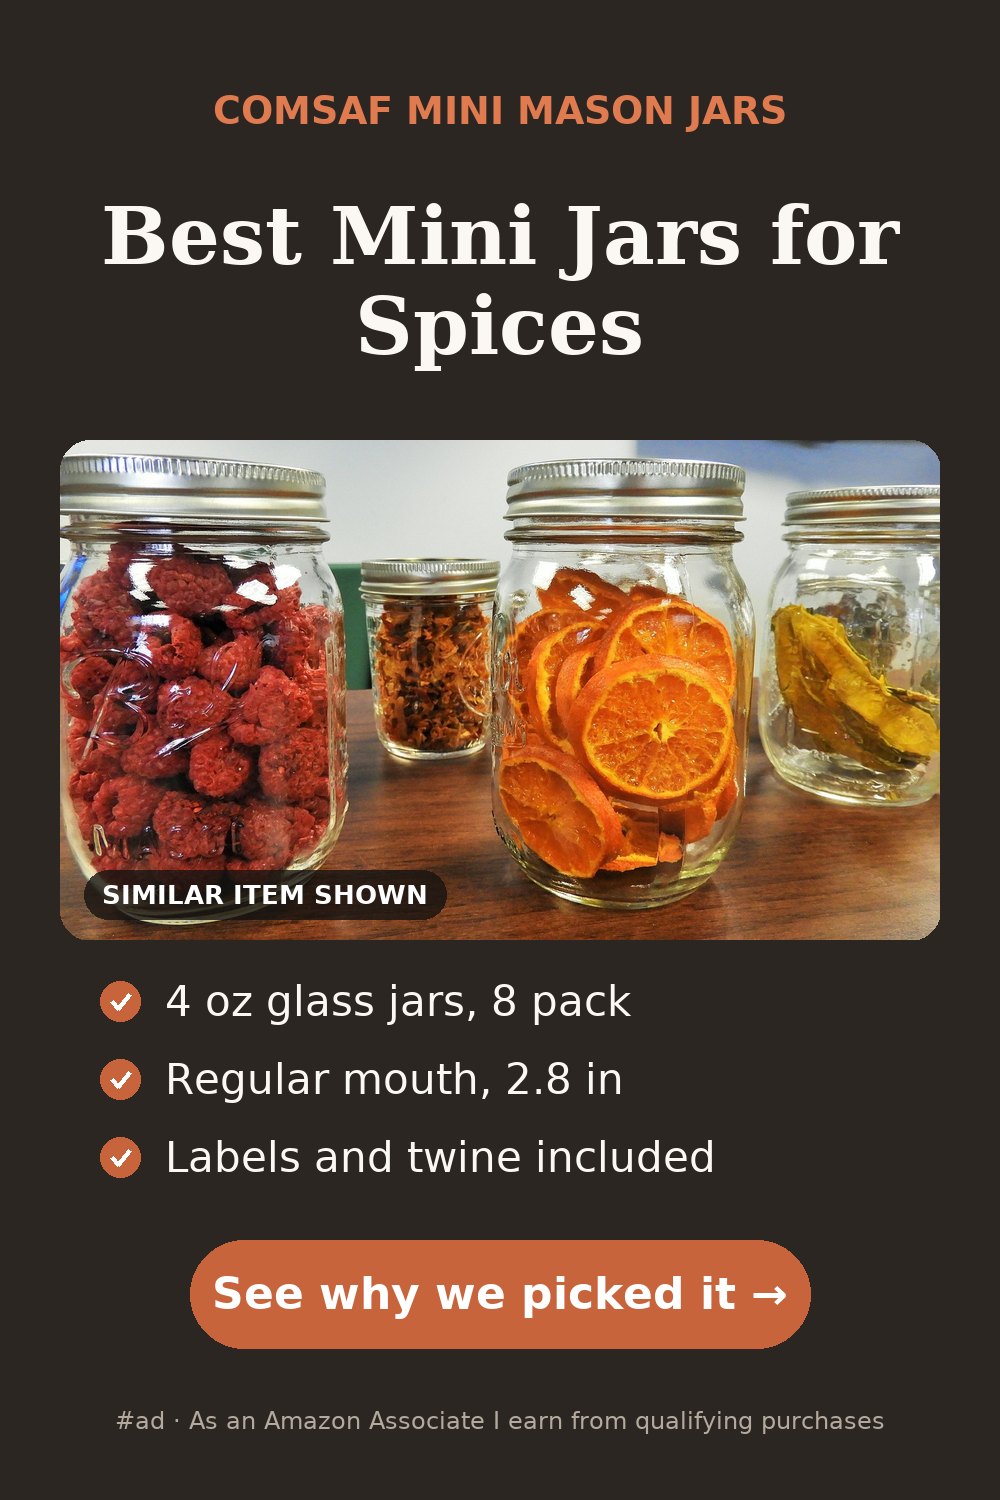 COMSAF MINI MASON JARS
Best Mini Jars for
Spices
SIMILAR ITEM SHOWN
4 oz glass jars, 8 pack
Regular mouth, 2.8 in
Labels and twine included
See why we picked it →
#ad · As an Amazon Associate I earn from qualifying purchases